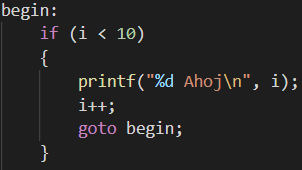 begin:
    if (i < 10)
    {
        printf("%d Ahoj\n", i);
        i++;
        goto begin;
    }